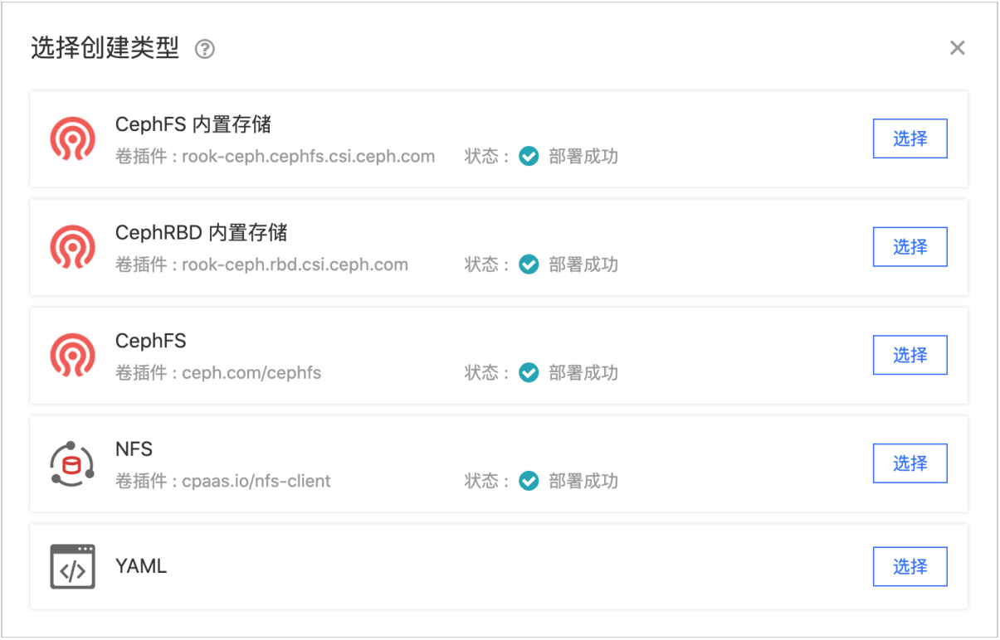 选择创建类型 ?
CephFS 内置存储
卷插件 : rook-ceph.cephfs.csi.ceph.com 状态 : 部署成功
选择
CephRBD 内置存储
卷插件 : rook-ceph.rbd.csi.ceph.com 状态 : 部署成功
选择
CephFS
卷插件 : ceph.com/cephfs 状态 : 部署成功
选择
NFS
卷插件 : cpaas.io/nfs-client 状态 : 部署成功
选择
YAML
选择